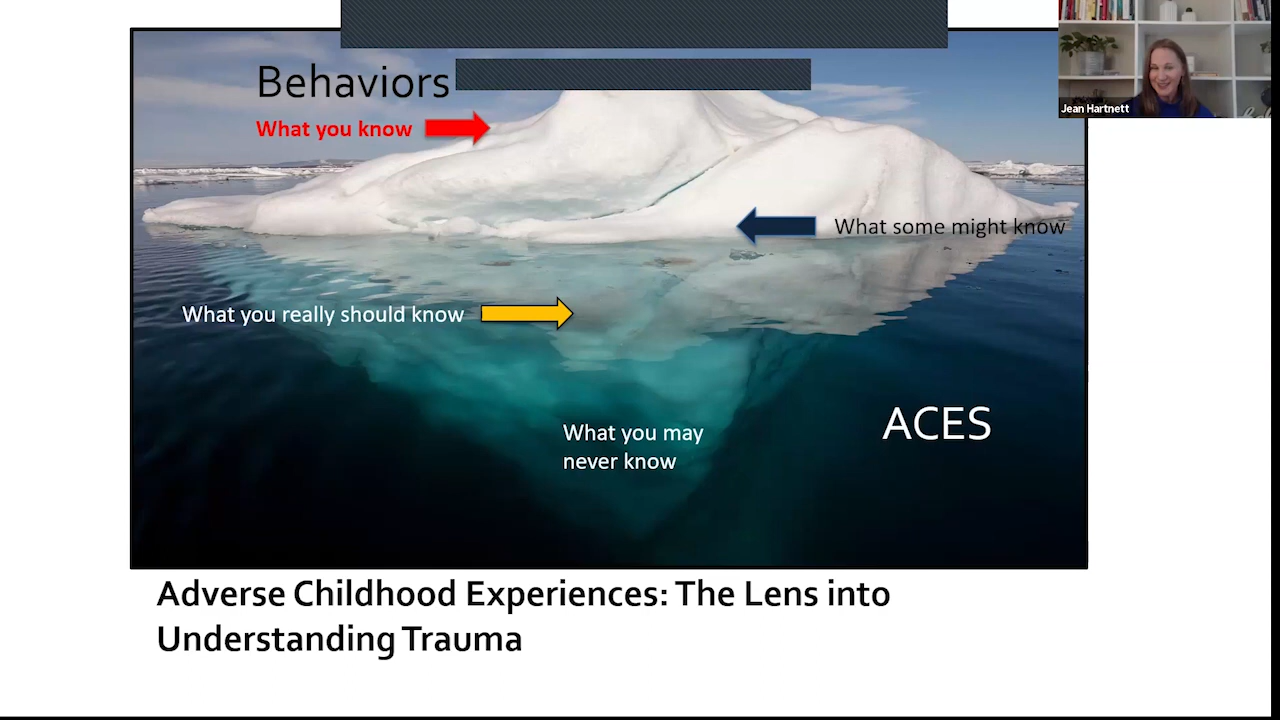 Behaviors
Jean Hartnett
What you know
What some might know
What you really should know
ACES
What you may
never know
Adverse Childhood Experiences: The Lens into
Understanding Trauma